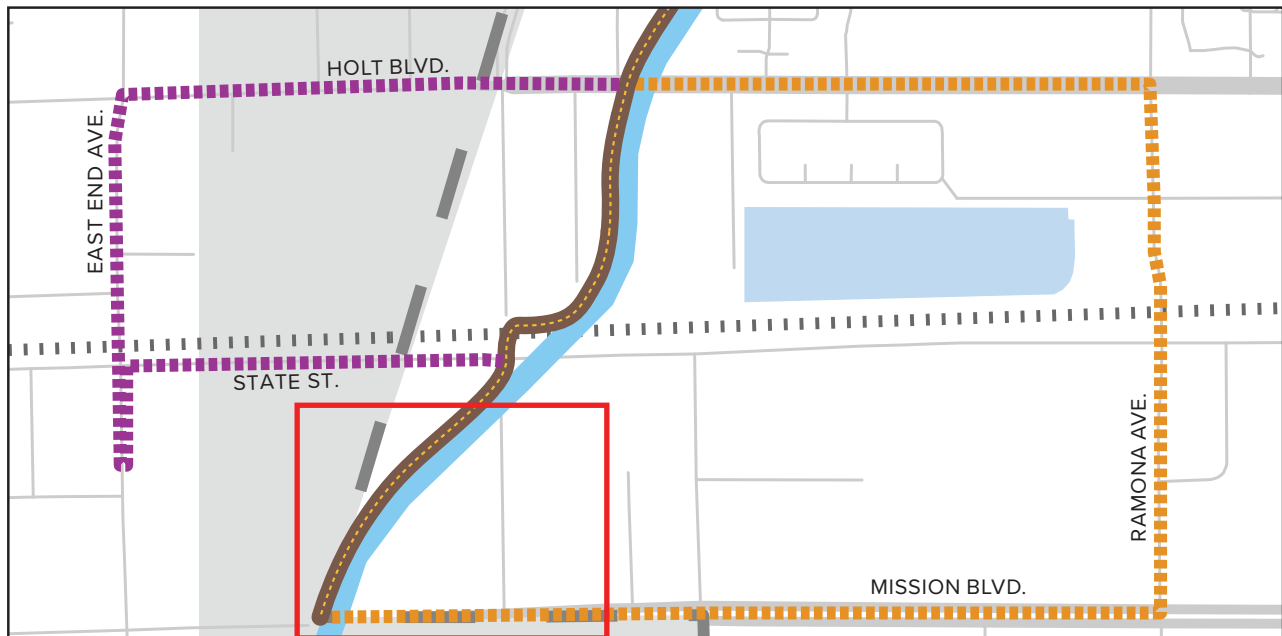 HOLT BLVD.
EAST END AVE.
STATE ST.
RAMONA AVE.
MISSION BLVD.